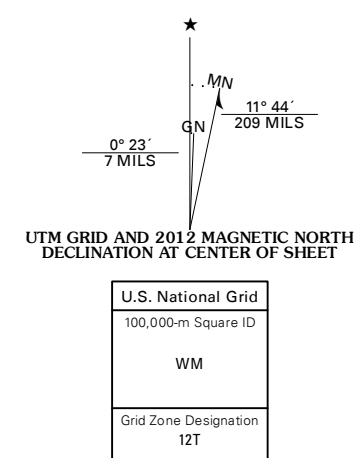 ★
MN
11° 44´
209 MILS
GN
0° 23´
7 MILS
UTM GRID AND 2012 MAGNETIC NORTH
DECLINATION AT CENTER OF SHEET
U.S. National Grid
100,000-m Square ID
WM
Grid Zone Designation
12T